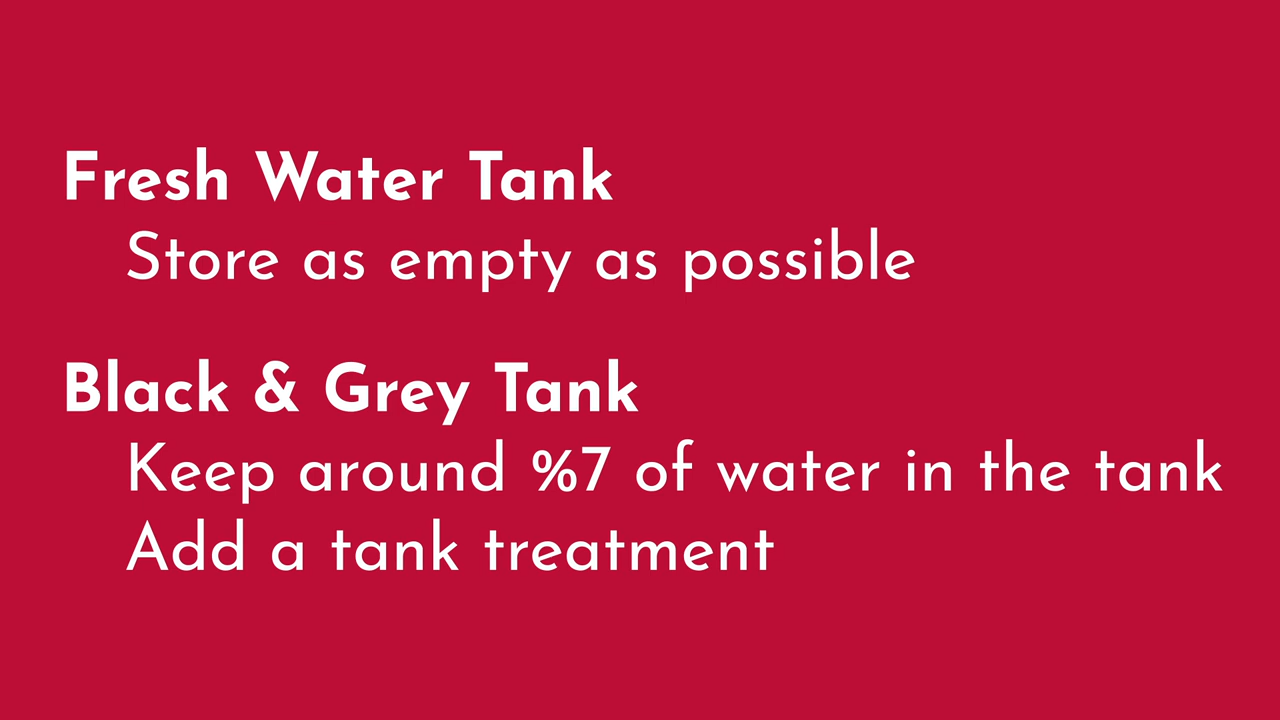 Fresh Water Tank
Store as empty as possible
Black & Grey Tank
Keep around %7 of water in the tank
Add a tank treatment